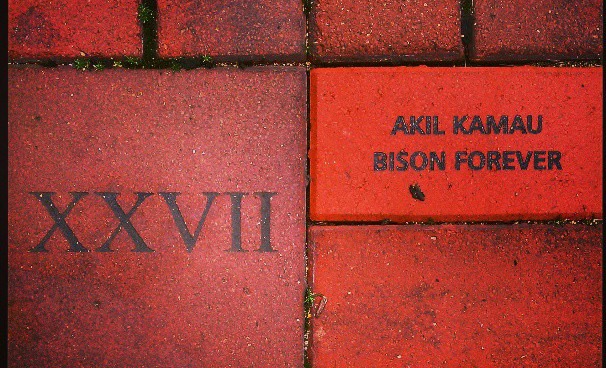 XXVII
AKIL KAMAU
BISON FOREVER